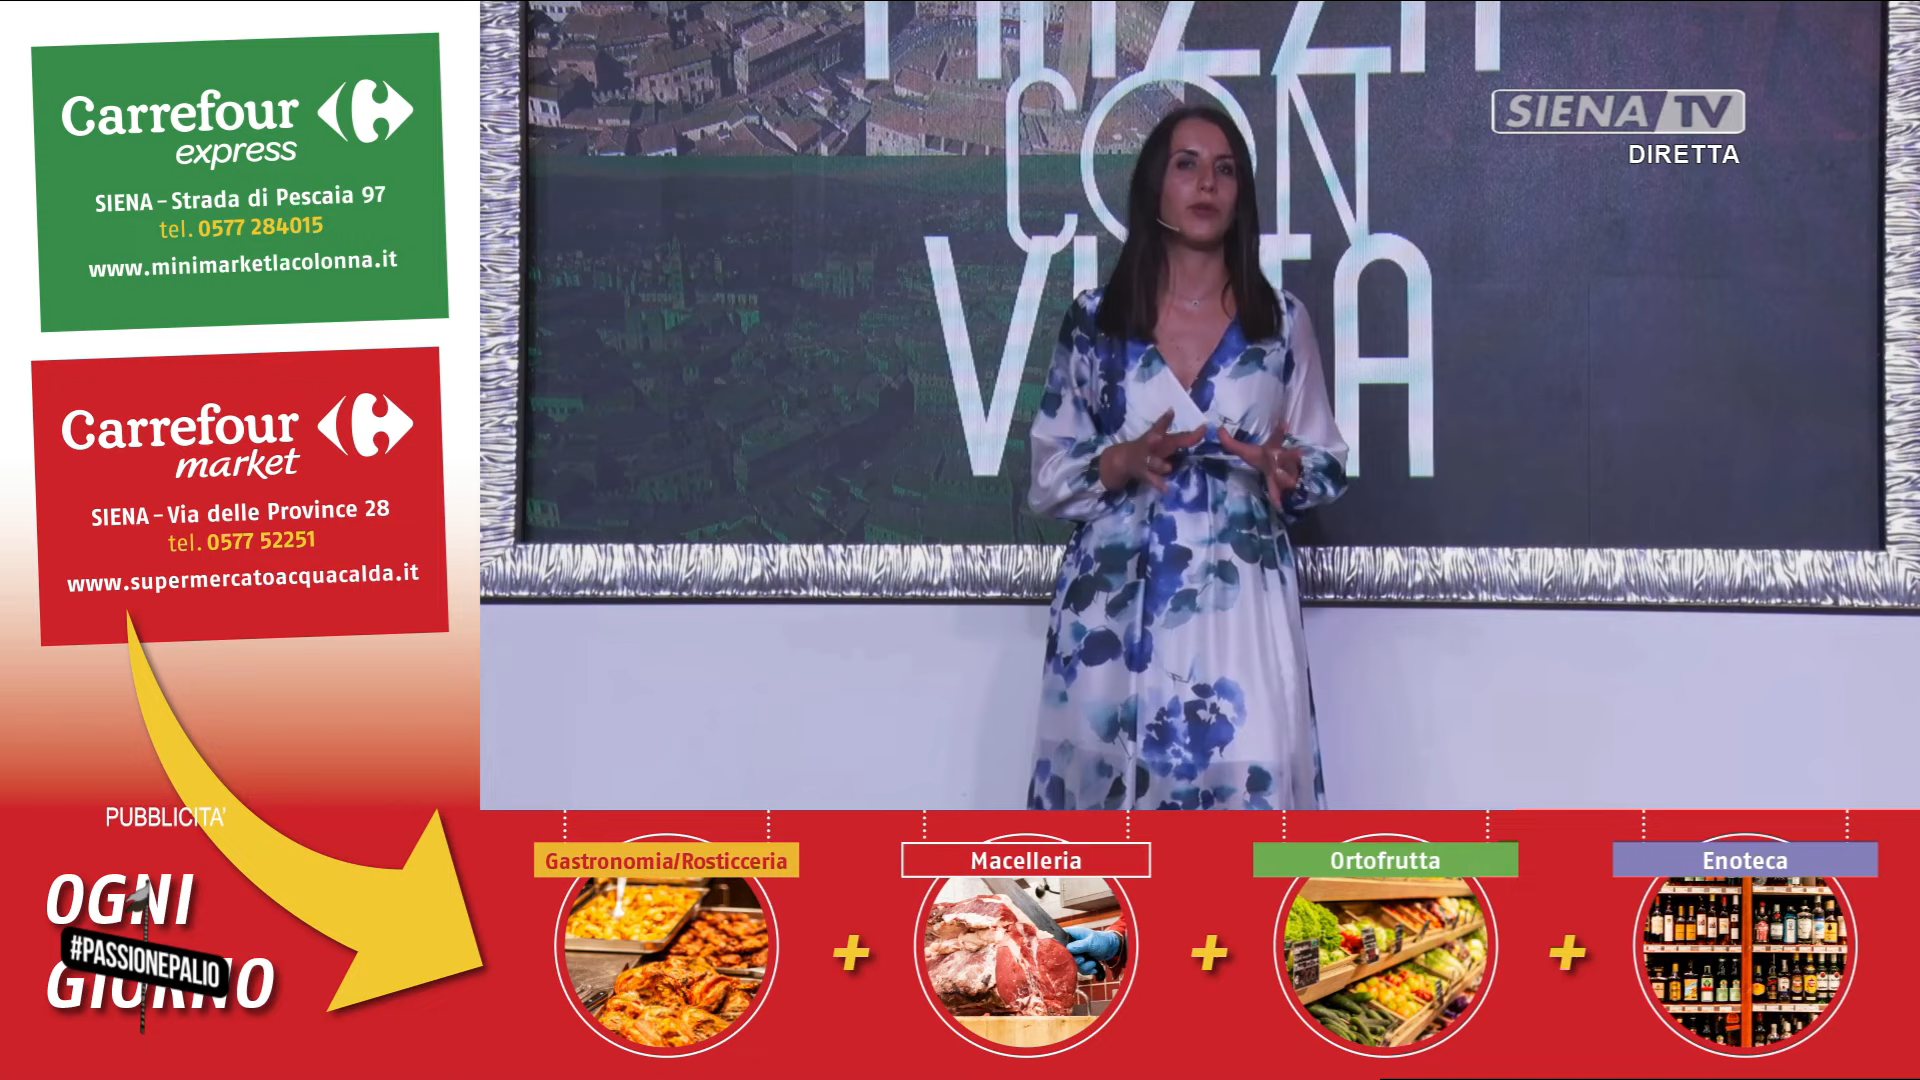 Carrefour
express
SIENA – Strada di Pescaia 97
tel. 0577 284015
www.minimarketlacolonna.it
Carrefour
market
SIENA – Via delle Province 28
tel. 0577 52251
www.supermercatoacquacalda.it
PUBBLICITA'
OGNI
#PASSIONEPALIO
GIORNO
CON
SIENA TV
DIRETTA
Gastronomia/Rosticceria
Macelleria
+
Ortofrutta
+
Enoteca
+